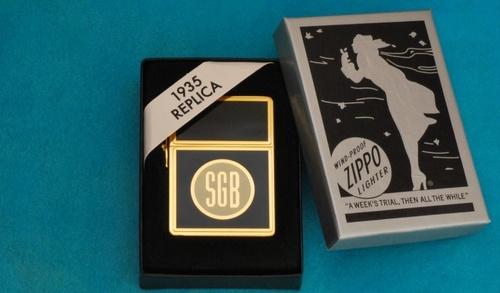 1935
REPLICA
SGB
WIND-PROOF
ZIPPO
LIGHTER
"A WEEK'S TRIAL, THEN ALL THE WHILE"